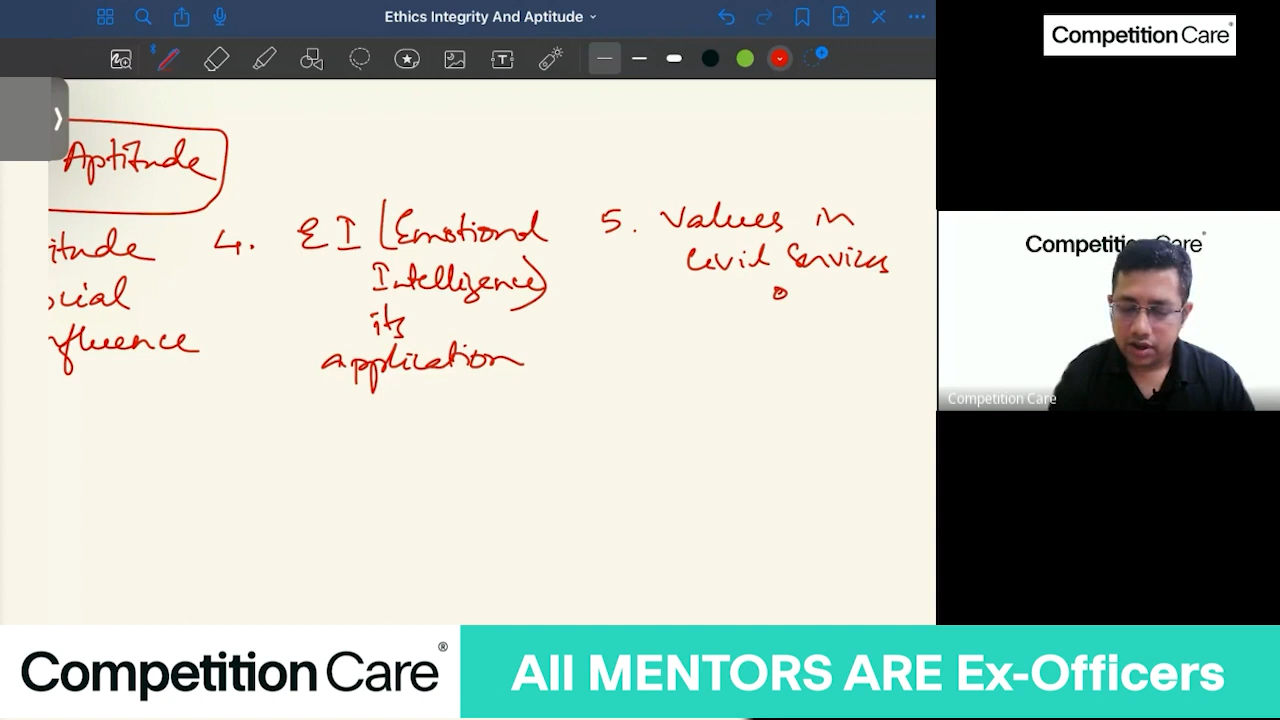 Ethics Integrity And Aptitude
Competition Care®
Aptitude
itude
cial
fluence
4. EI (Emotional
Intelligence)
its
application
5. Values in
Civil Services
Competition Care®
Competition Care
Competition Care®
All MENTORS ARE Ex-Officers